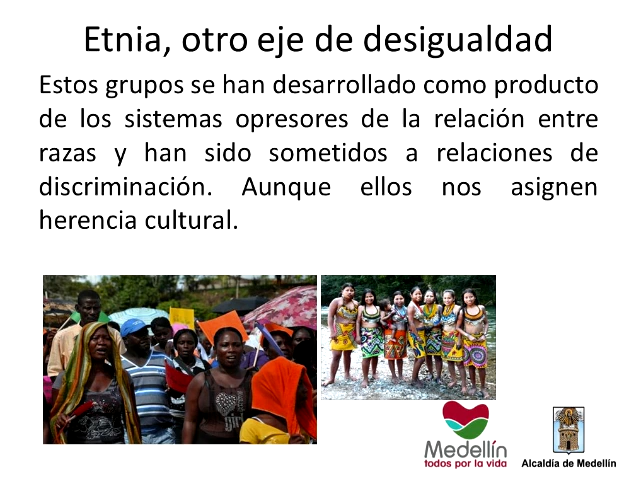 Etnia, otro eje de desigualdad
Estos grupos se han desarrollado como producto
de los sistemas opresores de la relación entre
razas y han sido sometidos a relaciones de
discriminación. Aunque ellos nos asignen
herencia cultural.
Medellín
todos por la vida
Alcaldía de Medellín